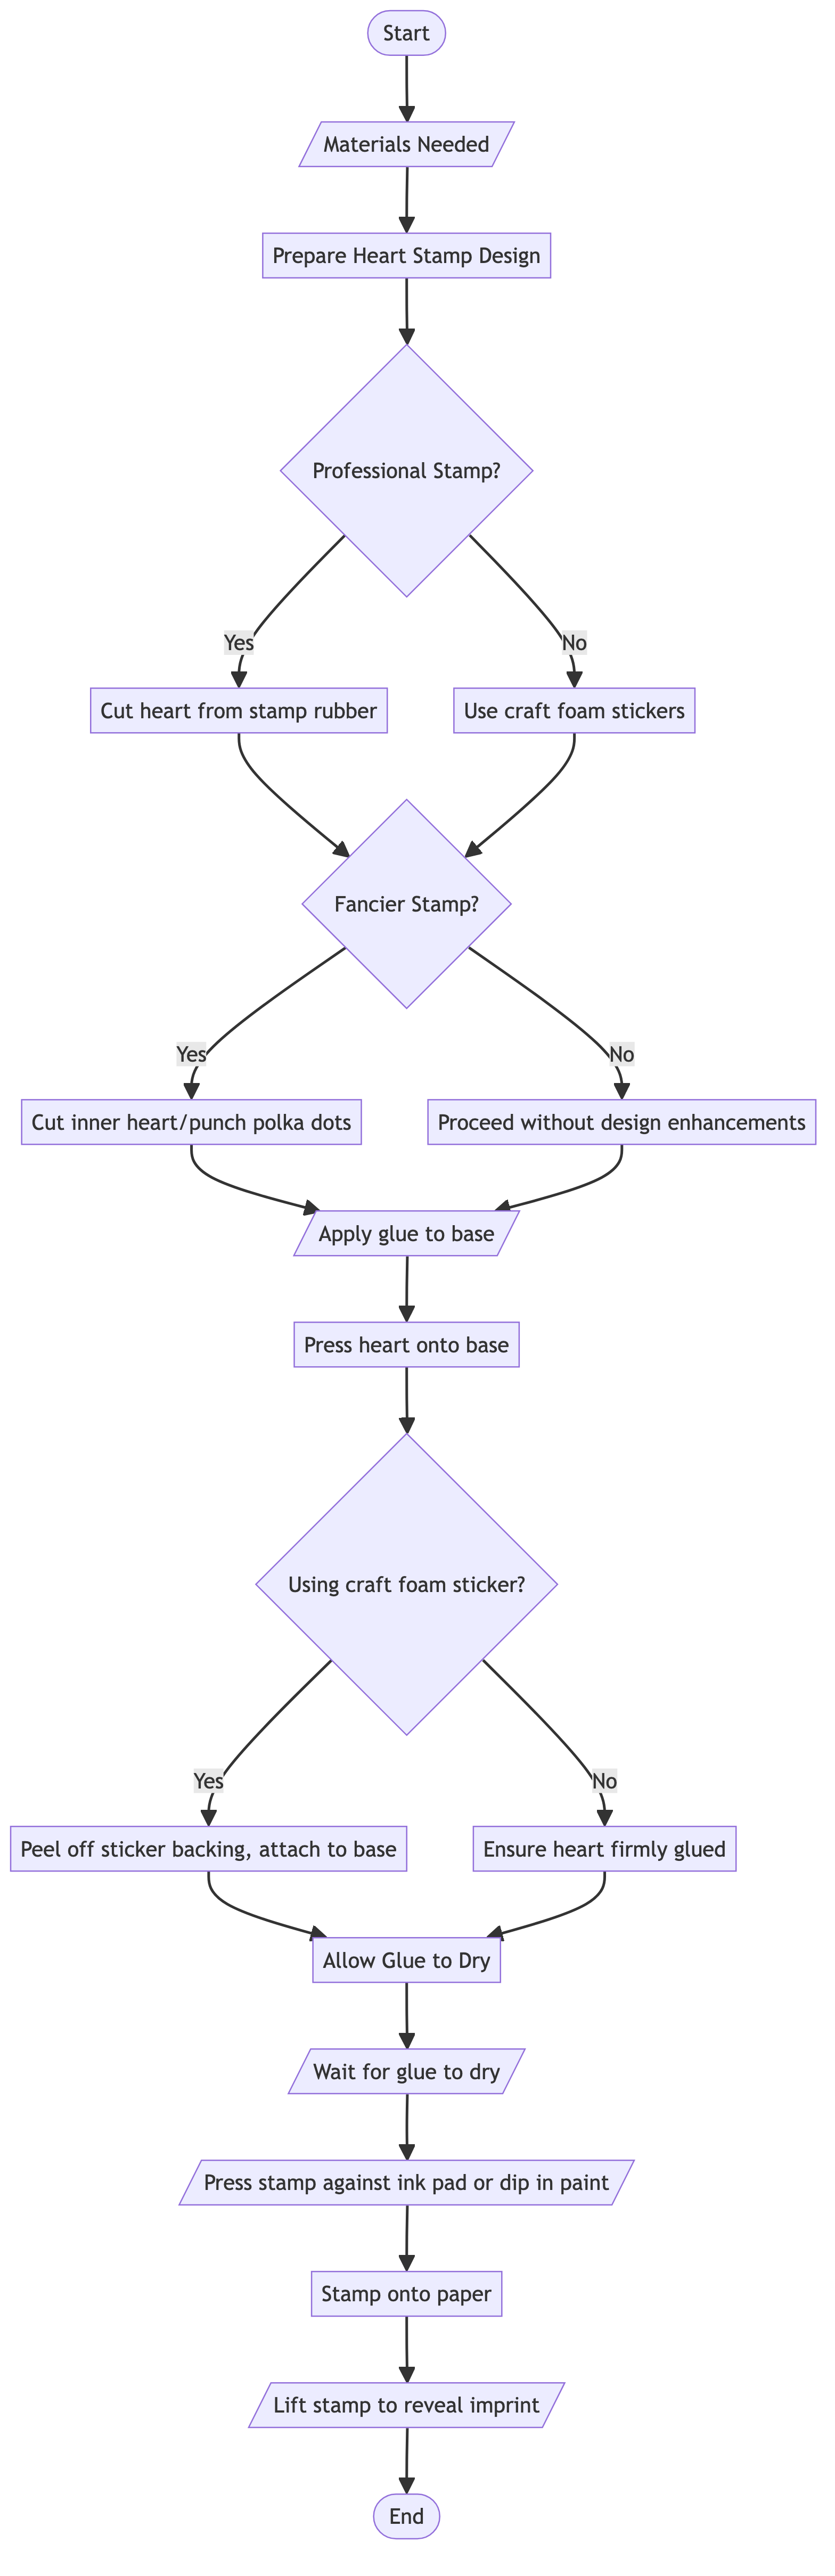 Start
Materials Needed
Prepare Heart Stamp Design
Professional Stamp?
Yes
No
Cut heart from stamp rubber
Use craft foam stickers
Fancier Stamp?
Yes
No
Cut inner heart/punch polka dots
Proceed without design enhancements
Apply glue to base
Press heart onto base
Using craft foam sticker?
Yes
No
Peel off sticker backing, attach to base
Ensure heart firmly glued
Allow Glue to Dry
Wait for glue to dry
Press stamp against ink pad or dip in paint
Stamp onto paper
Lift stamp to reveal imprint
End